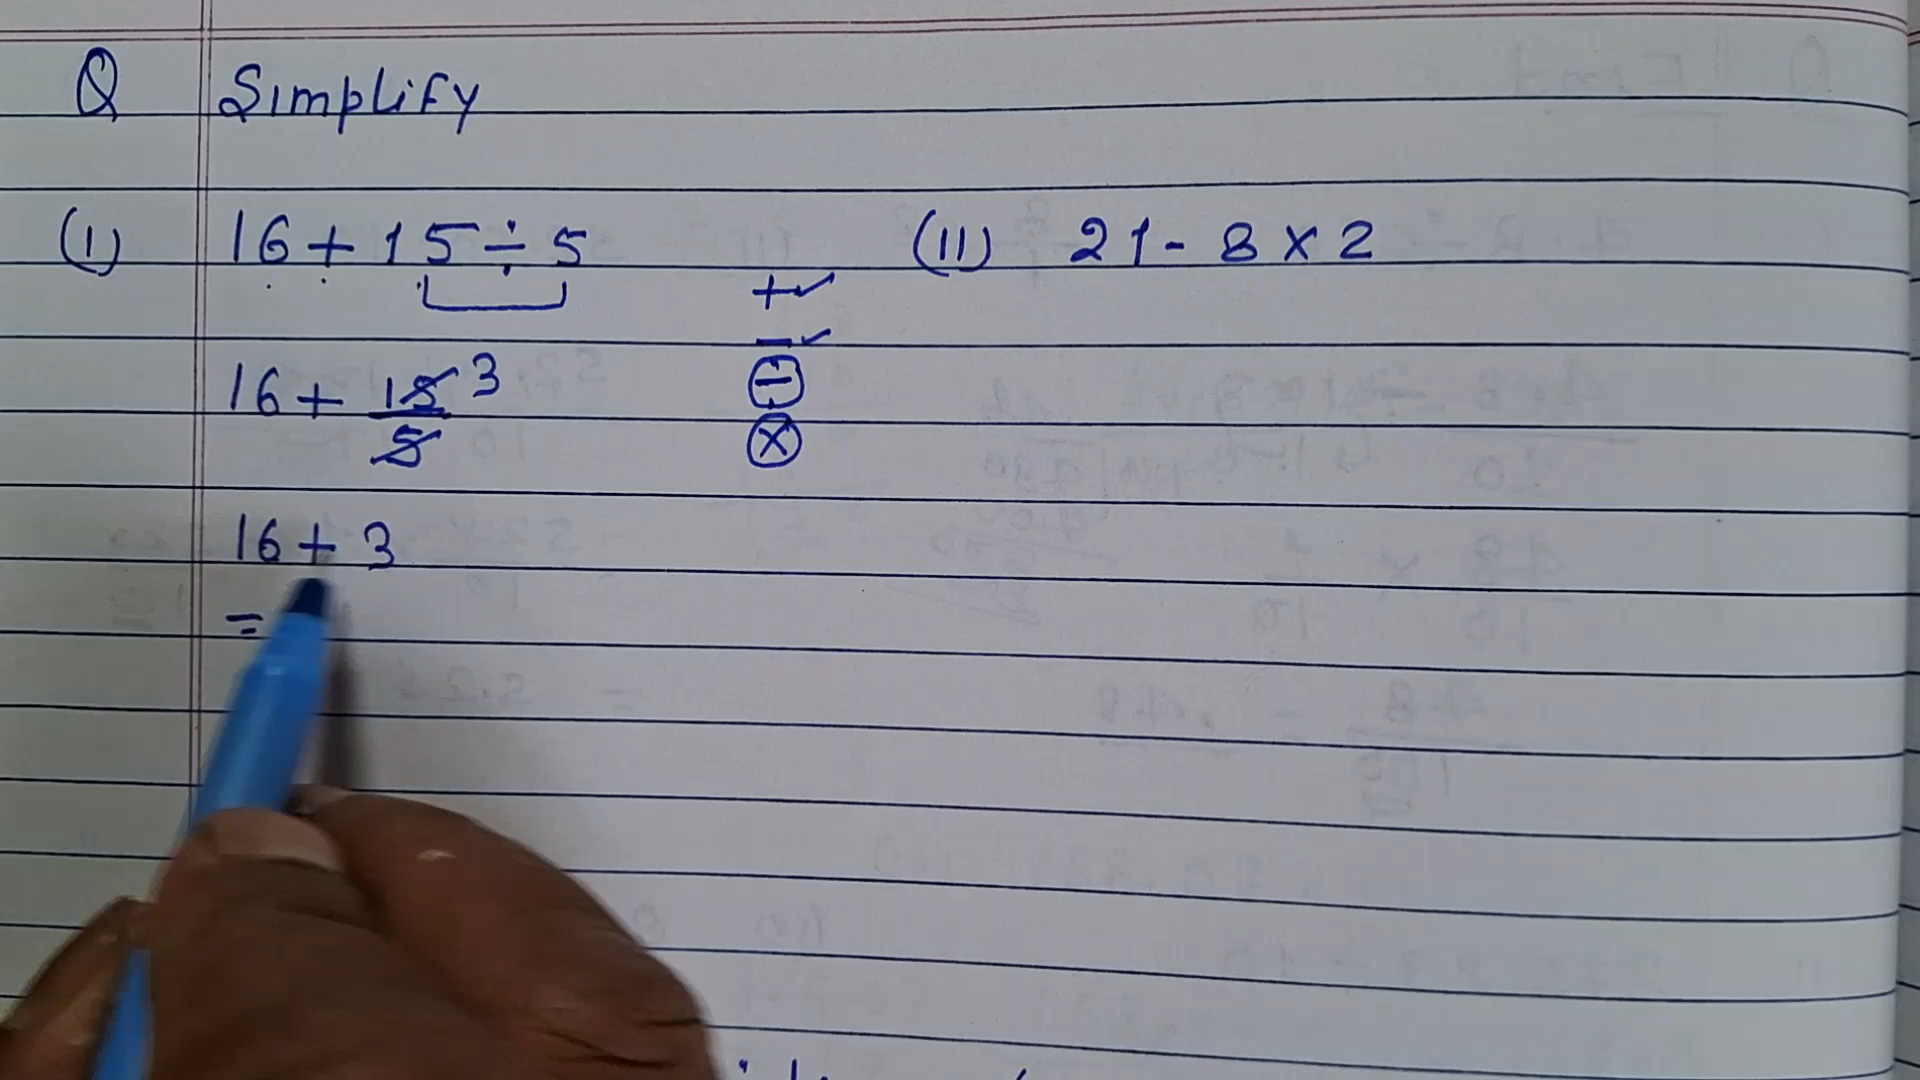 Q Simplify
(I) 16 + 15 ÷ 5
(II) 21 - 8 × 2
+ ✓
- ✓
÷
×
16 + 15/5 3
16 + 3
=